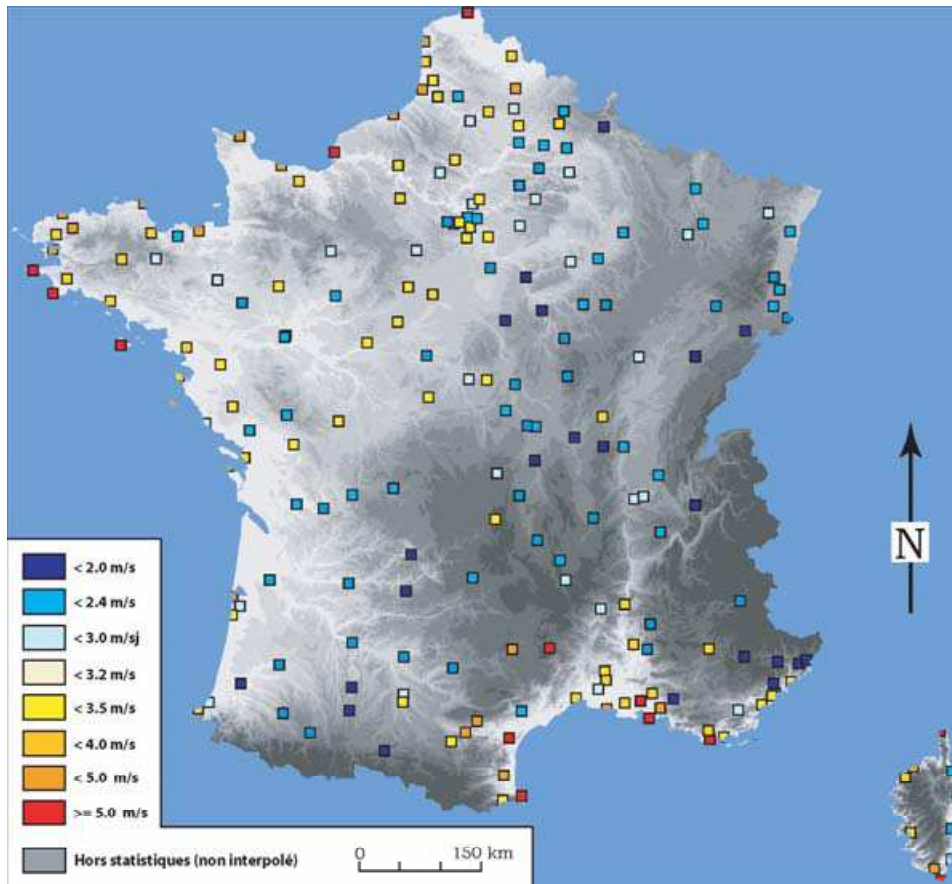 N
< 2.0 m/s
< 2.4 m/s
< 3.0 m/sj
< 3.2 m/s
< 3.5 m/s
< 4.0 m/s
< 5.0 m/s
>= 5.0 m/s
Hors statistiques (non interpolé)
0 150 km